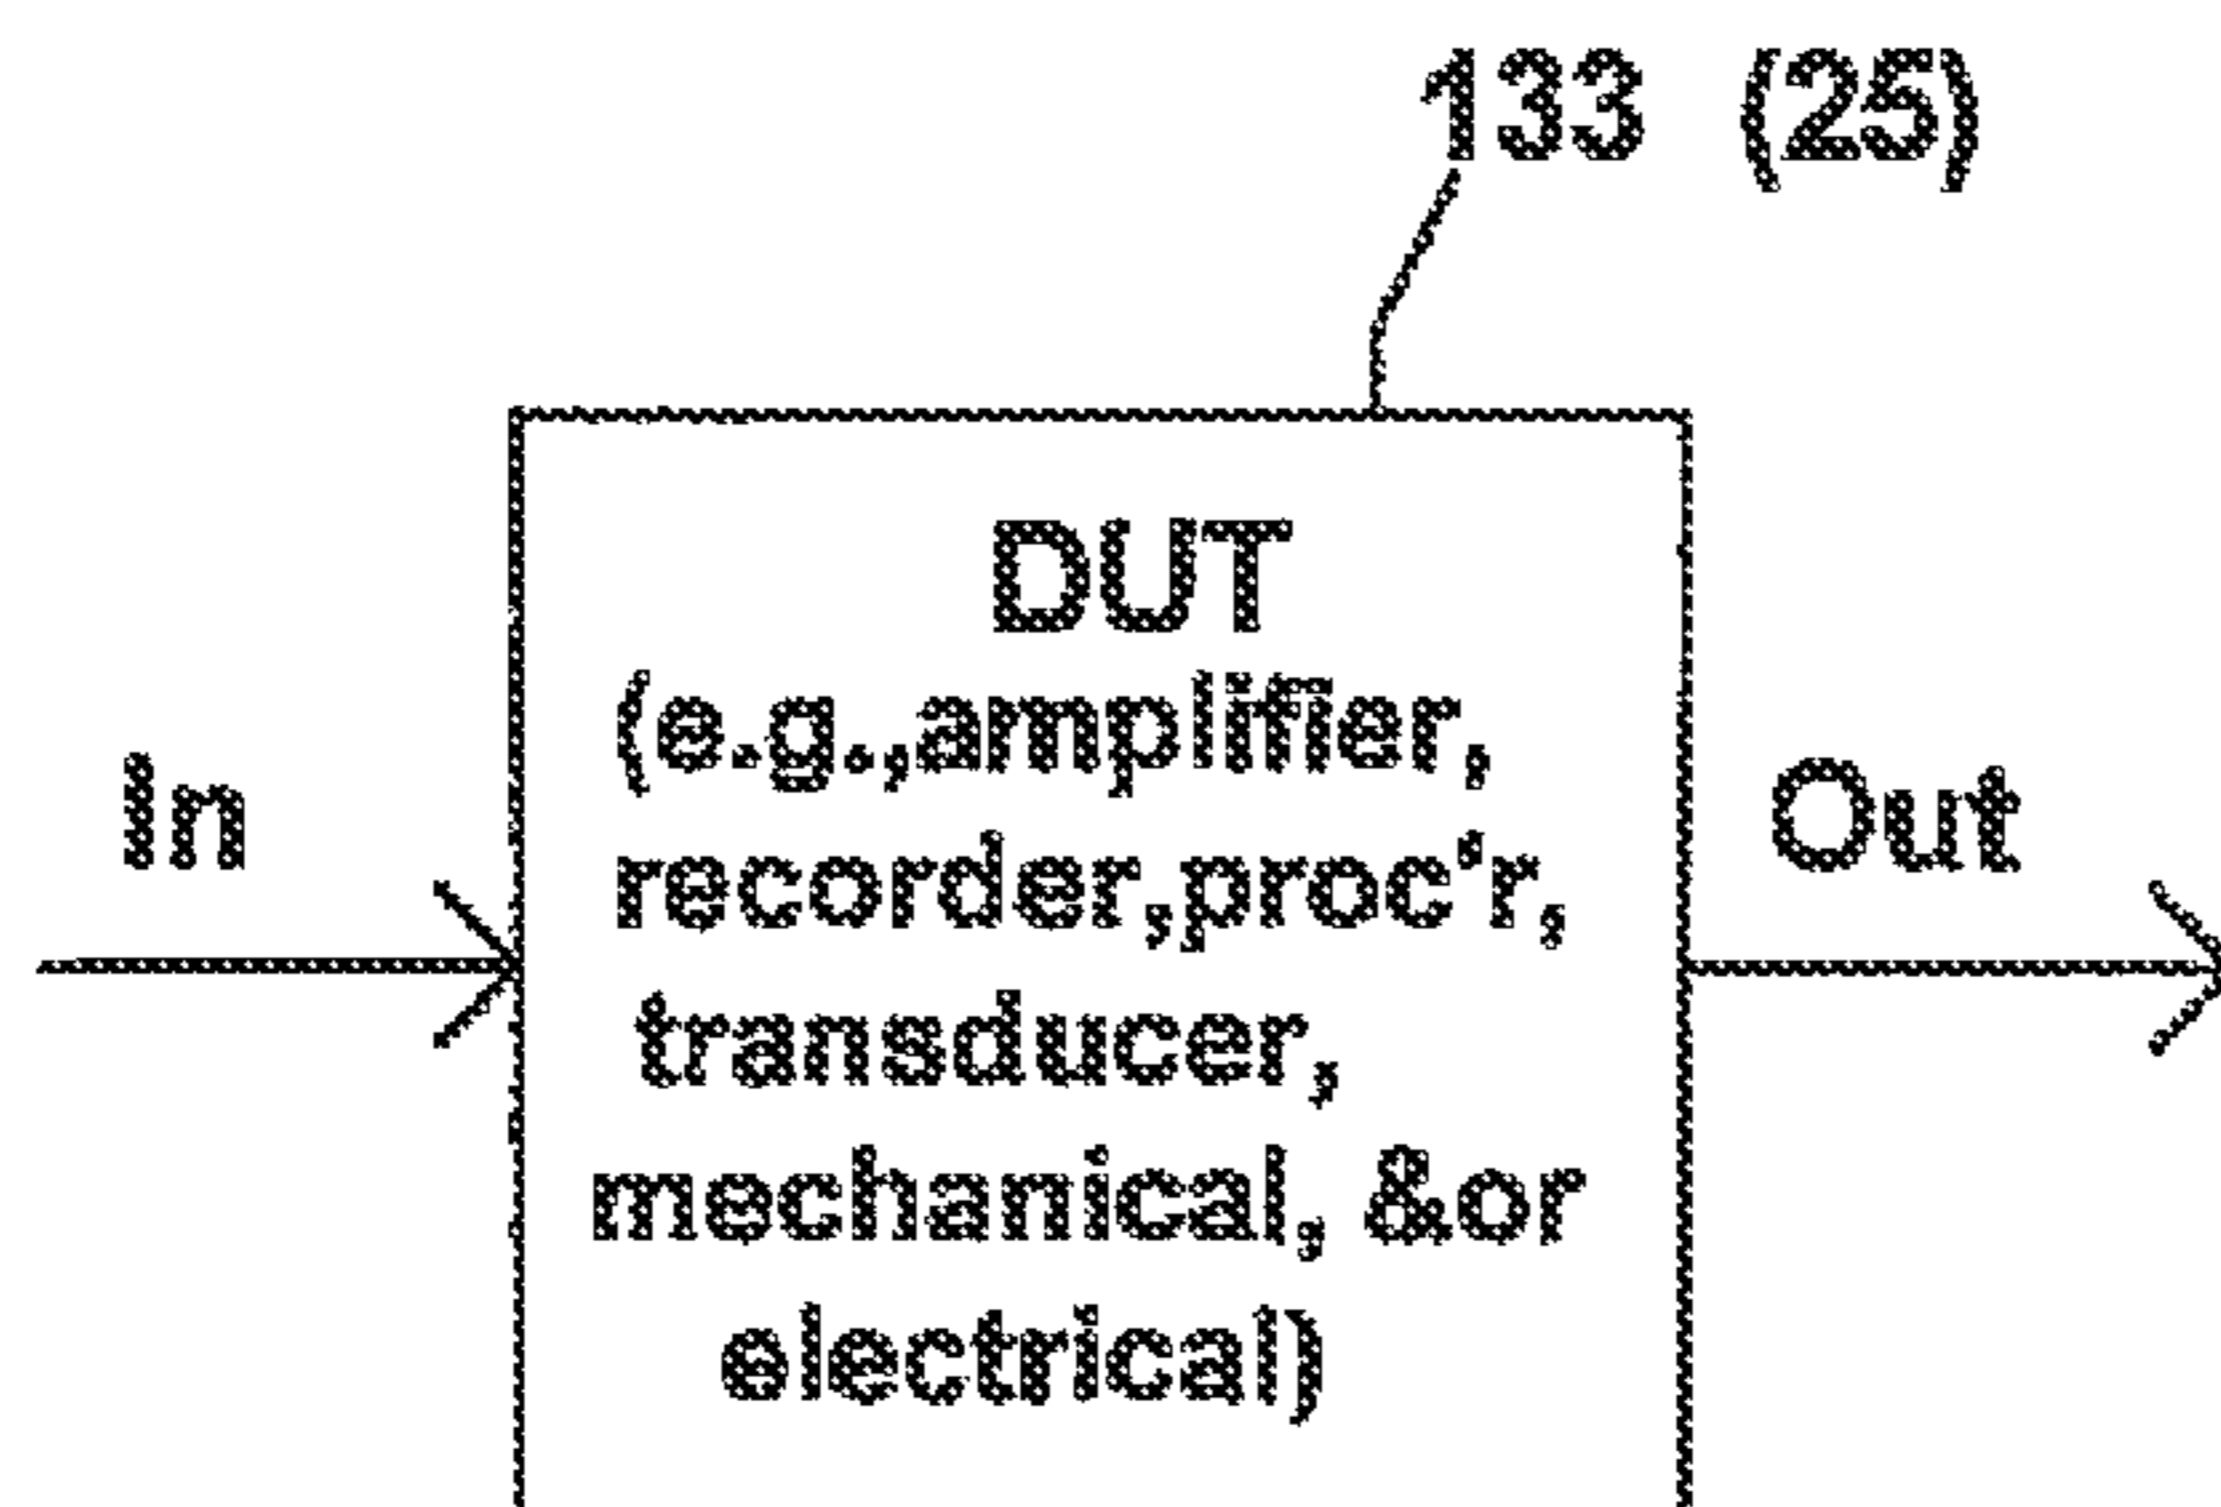 133 (25)
DUT
(e.g.,amplifier,
In
Out
recorder,proc'r,
transducer,
mechanical, &or
electrical)